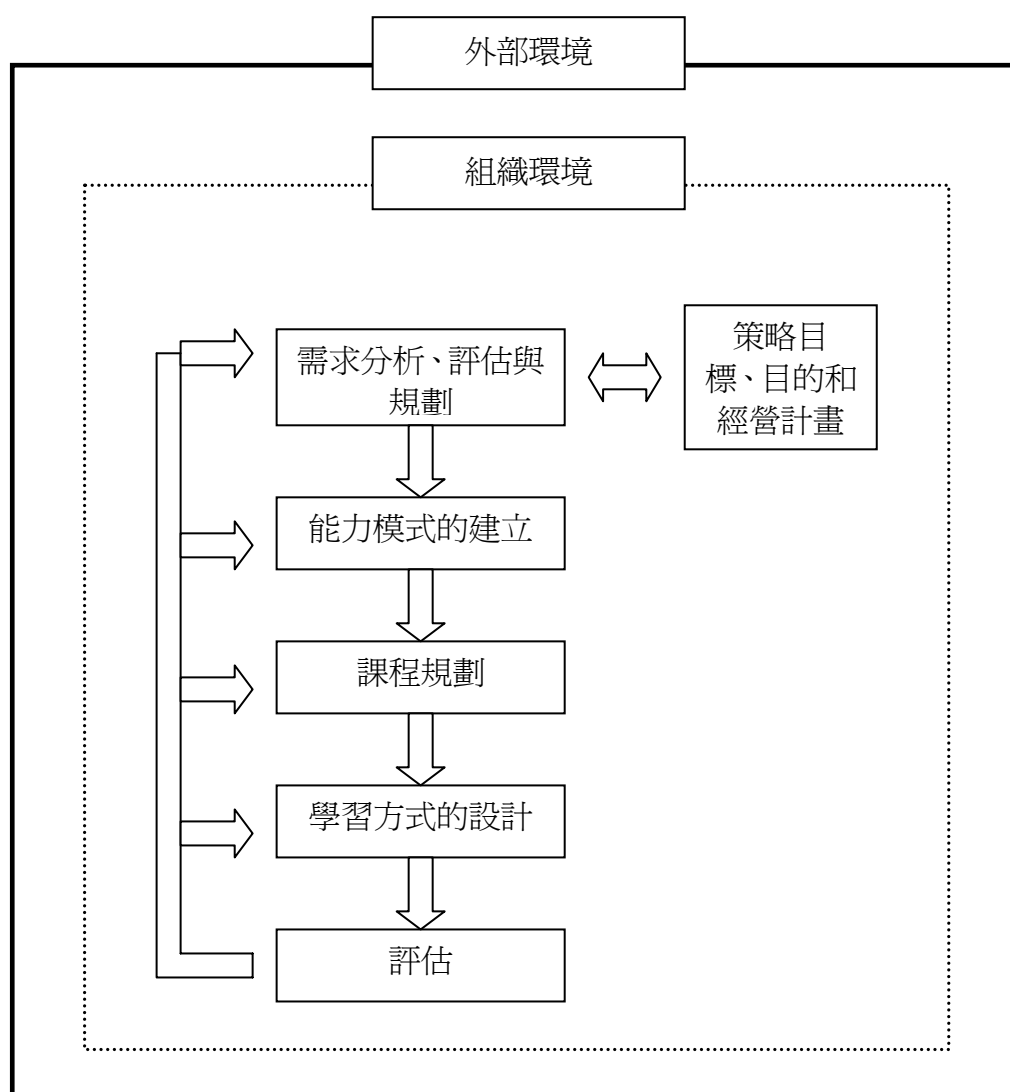 外部環境
組織環境
需求分析、評估與
規劃
策略目
標、目的和
經營計畫
能力模式的建立
課程規劃
學習方式的設計
評估